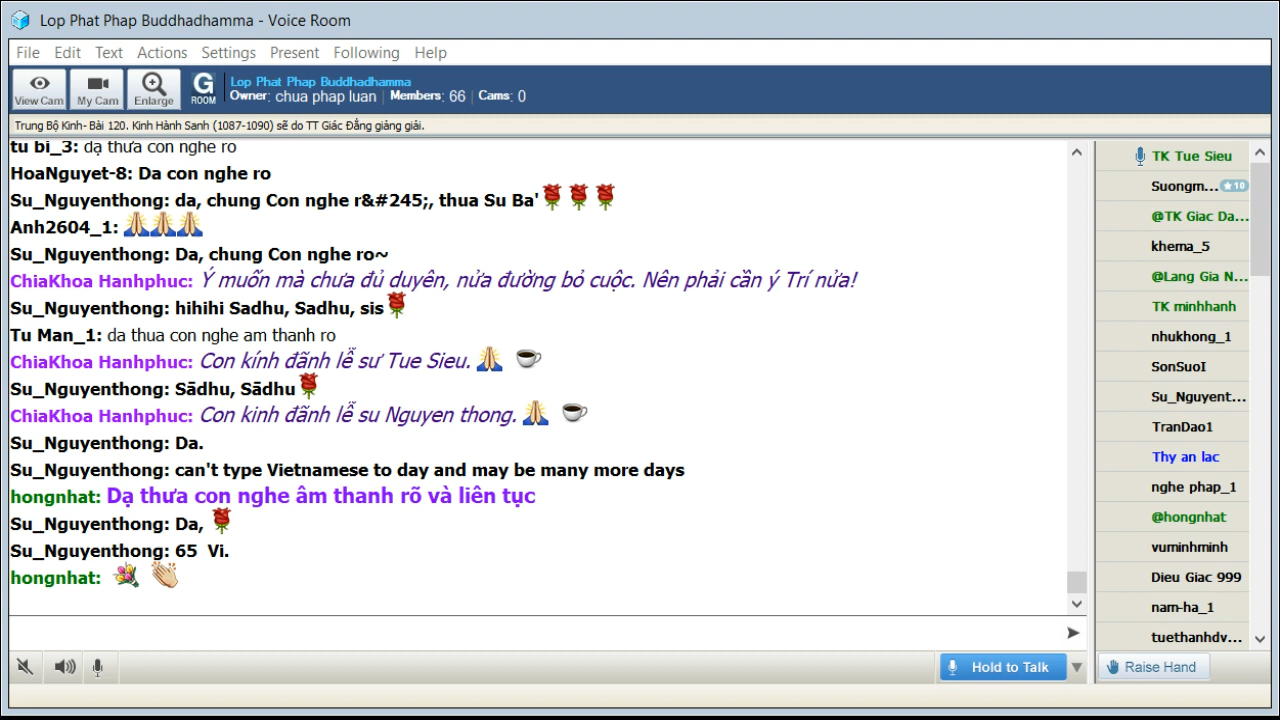 Lop Phat Phap Buddhadhamma - Voice Room
File Edit Text Actions Settings Present Following Help
View Cam My Cam Enlarge G ROOM
Lop Phat Phap Buddhadhamma
Owner: chua phap luan | Members: 66 | Cams: 0
Trung Bộ Kinh- Bài 120. Kinh Hành Sanh (1087-1090) sẽ do TT Giác Đẳng giảng giải.
tu bi_3: dạ thưa con nghe ro
HoaNguyet-8: Da con nghe ro
Su_Nguyenthong: da, chung Con nghe r&#245;, thua Su Ba'
Anh2604_1:
Su_Nguyenthong: Da, chung Con nghe ro~
ChiaKhoa Hanhphuc: Ý muốn mà chưa đủ duyên, nửa đường bỏ cuộc. Nên phải cần ý Trí nửa!
Su_Nguyenthong: hihihi Sadhu, Sadhu, sis
Tu Man_1: da thua con nghe am thanh ro
ChiaKhoa Hanhphuc: Con kính đãnh lễ sư Tue Sieu.
Su_Nguyenthong: Sādhu, Sādhu
ChiaKhoa Hanhphuc: Con kinh đãnh lễ su Nguyen thong.
Su_Nguyenthong: Da.
Su_Nguyenthong: can't type Vietnamese to day and may be many more days
hongnhat: Dạ thưa con nghe âm thanh rõ và liên tục
Su_Nguyenthong: Da,
Su_Nguyenthong: 65 Vi.
hongnhat:
Hold to Talk
TK Tue Sieu
Suongm... ★10
@TK Giac Da...
khema_5
@Lang Gia N...
TK minhhanh
nhukhong_1
SonSuoI
Su_Nguyent...
TranDao1
Thy an lac
nghe phap_1
@hongnhat
vuminhminh
Dieu Giac 999
nam-ha_1
tuethanhdv...
Raise Hand